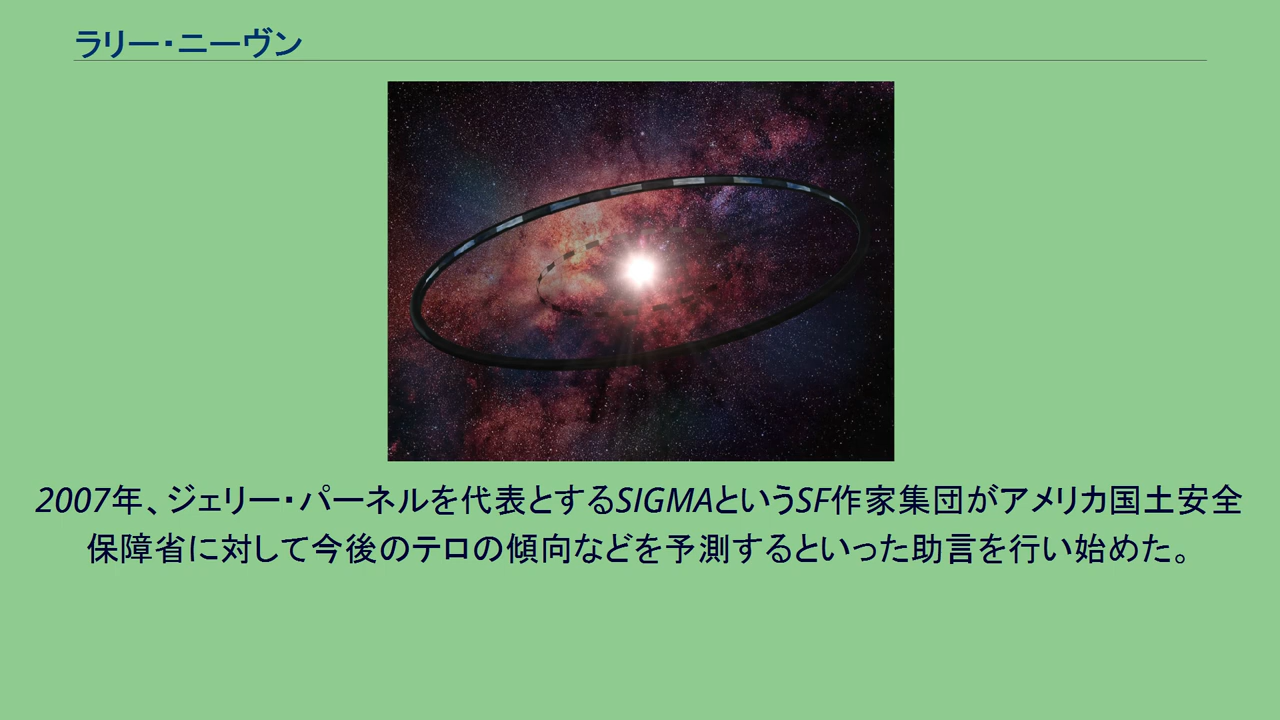 ラリー・ニーヴン
2007年、ジェリー・パーネルを代表とするSIGMAというSF作家集団がアメリカ国土安全
保障省に対して今後のテロの傾向などを予測するといった助言を行い始めた。